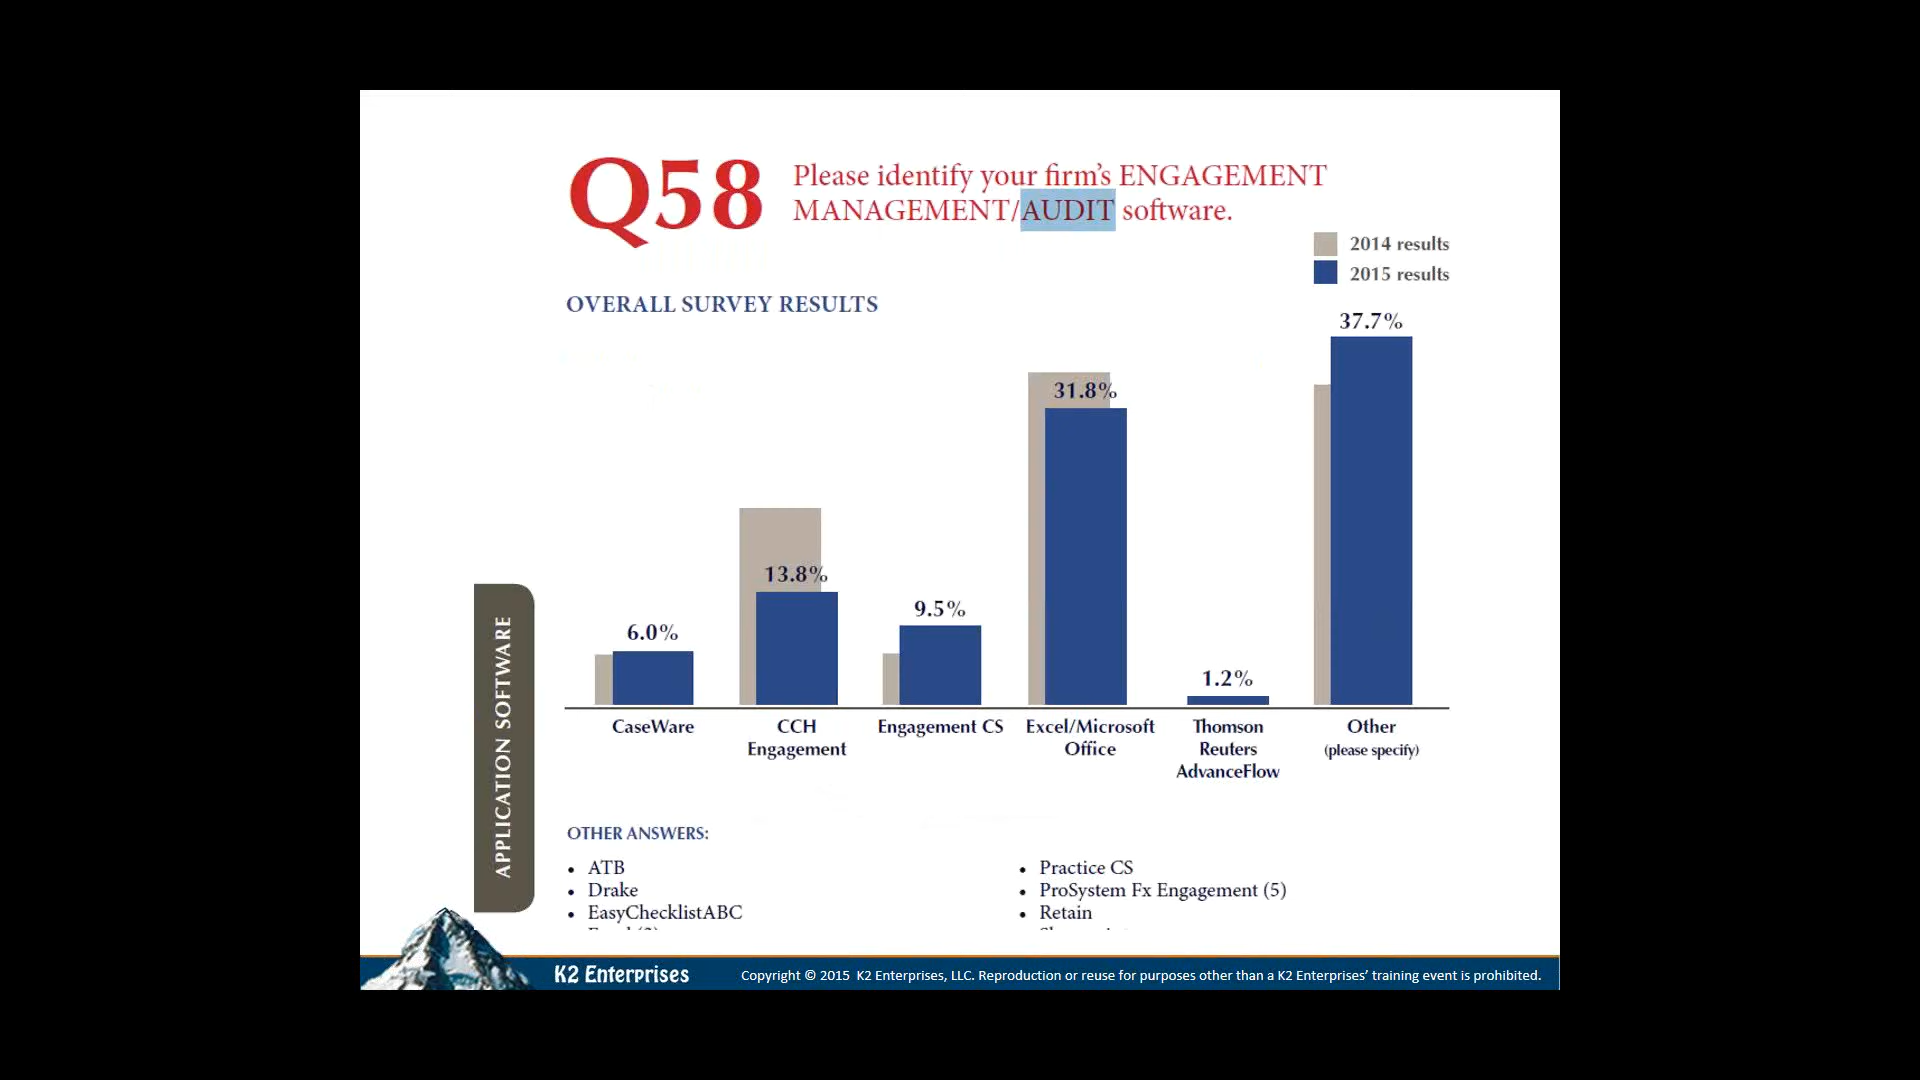 Q58
Please identify your firm's ENGAGEMENT
MANAGEMENT/AUDIT software.
2014 results
2015 results
OVERALL SURVEY RESULTS
37.7%
31.8%
13.8%
9.5%
6.0%
1.2%
CaseWare
CCH
Engagement
Engagement CS
Excel/Microsoft
Office
Thomson
Reuters
AdvanceFlow
Other
(please specify)
APPLICATION SOFTWARE
OTHER ANSWERS:
• ATB
• Drake
• EasyChecklistABC
• Practice CS
• ProSystem Fx Engagement (5)
• Retain
K2 Enterprises
Copyright © 2015 K2 Enterprises, LLC. Reproduction or reuse for purposes other than a K2 Enterprises' training event is prohibited.